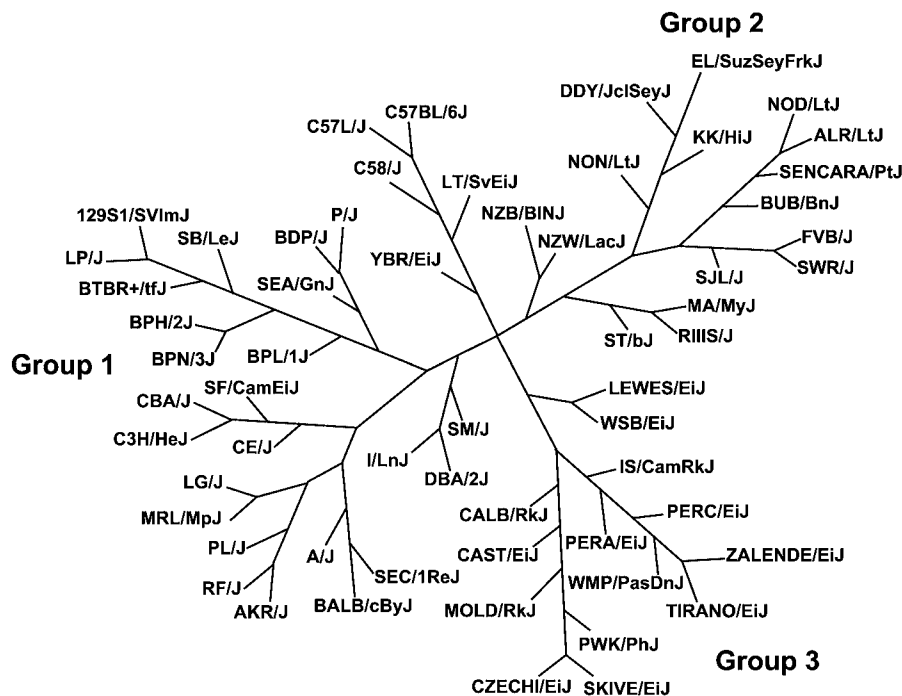 Group 2
EL/SuzSeyFrkJ
DDY/JclSeyJ
NOD/LtJ
C57BL/6J
C57L/J
ALR/LtJ
KK/HiJ
C58/J
NON/LtJ
SENCARA/PtJ
LT/SvEiJ
BUB/BnJ
NZB/BINJ
P/J
129S1/SVImJ
FVB/J
SB/LeJ
BDP/J
NZW/LacJ
LP/J
YBR/EiJ
SWR/J
SJL/J
BTBR+/tfJ
SEA/GnJ
MA/MyJ
BPH/2J
RIIIS/J
ST/bJ
BPN/3J
BPL/1J
Group 1
SF/CamEiJ
LEWES/EiJ
CBA/J
WSB/EiJ
SM/J
C3H/HeJ
CE/J
I/LnJ
IS/CamRkJ
DBA/2J
LG/J
CALB/RkJ
PERC/EiJ
MRL/MpJ
PERA/EiJ
PL/J
A/J
CAST/EiJ
ZALENDE/EiJ
SEC/1ReJ
WMP/PasDnJ
RF/J
BALB/cByJ
MOLD/RkJ
TIRANO/EiJ
AKR/J
PWK/PhJ
Group 3
CZECHI/EiJ
SKIVE/EiJ